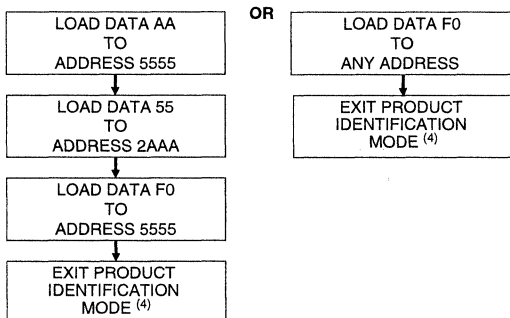 LOAD DATA AA
TO
ADDRESS 5555
LOAD DATA 55
TO
ADDRESS 2AAA
LOAD DATA F0
TO
ADDRESS 5555
EXIT PRODUCT
IDENTIFICATION
MODE (4)
OR
LOAD DATA F0
TO
ANY ADDRESS
EXIT PRODUCT
IDENTIFICATION
MODE (4)